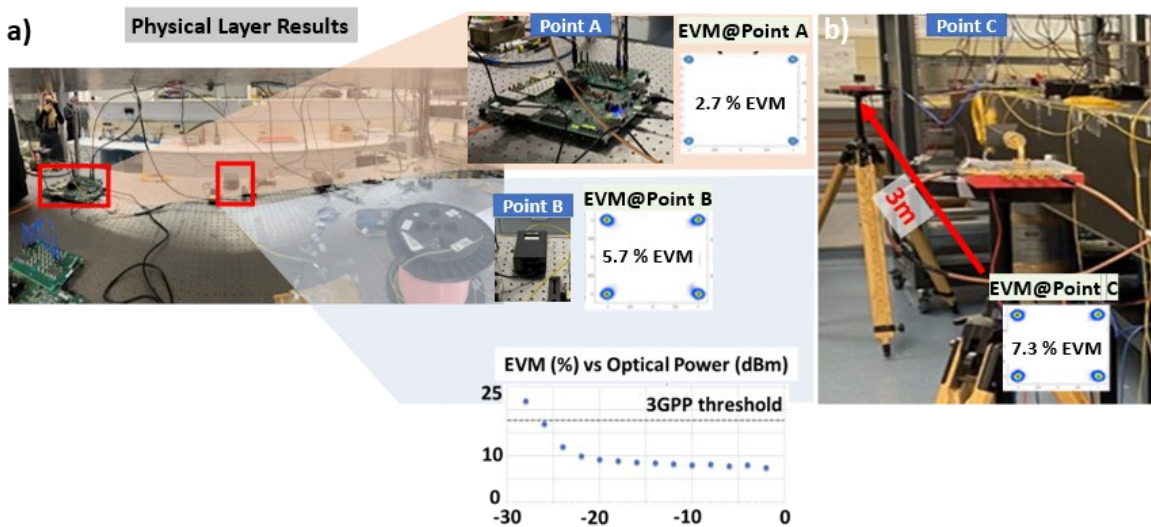 Physical Layer Results
a)
Point A
EVM@Point A
2.7 % EVM
Point B
EVM@Point B
5.7 % EVM
EVM (%) vs Optical Power (dBm)
3GPP threshold
25
10
0
-30
-20
-10
0
b)
Point C
3m
EVM@Point C
7.3 % EVM